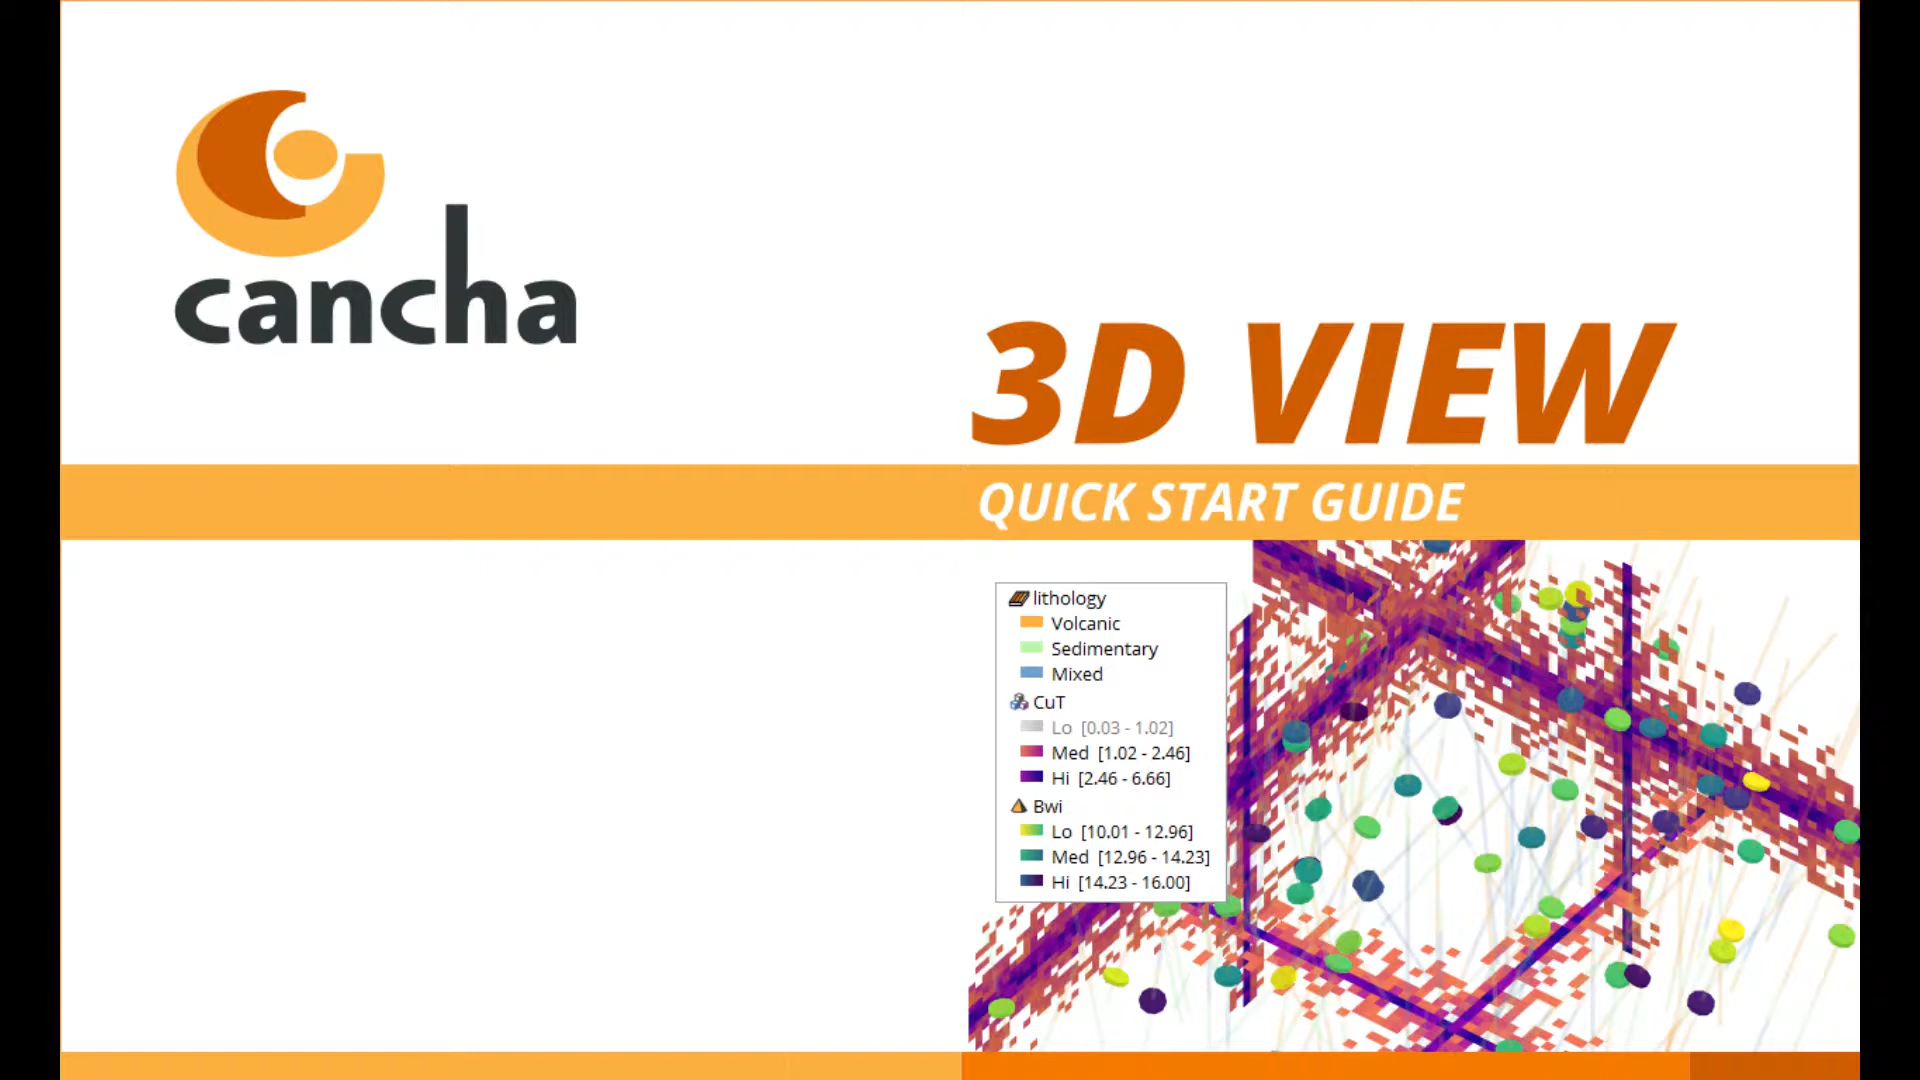 cancha
3D VIEW
QUICK START GUIDE
lithology
Volcanic
Sedimentary
Mixed
CuT
Lo [0.03 - 1.02]
Med [1.02 - 2.46]
Hi [2.46 - 6.66]
Bwi
Lo [10.01 - 12.96]
Med [12.96 - 14.23]
Hi [14.23 - 16.00]